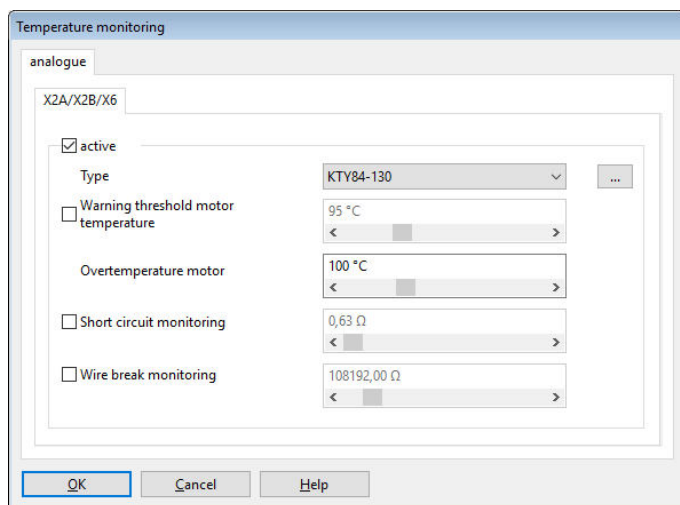 Temperature monitoring
analogue
X2A/X2B/X6
active
Type
KTY84-130
...
Warning threshold motor
temperature
95 °C
Overtemperature motor
100 °C
Short circuit monitoring
0,63 Ω
Wire break monitoring
108192,00 Ω
OK
Cancel
Help